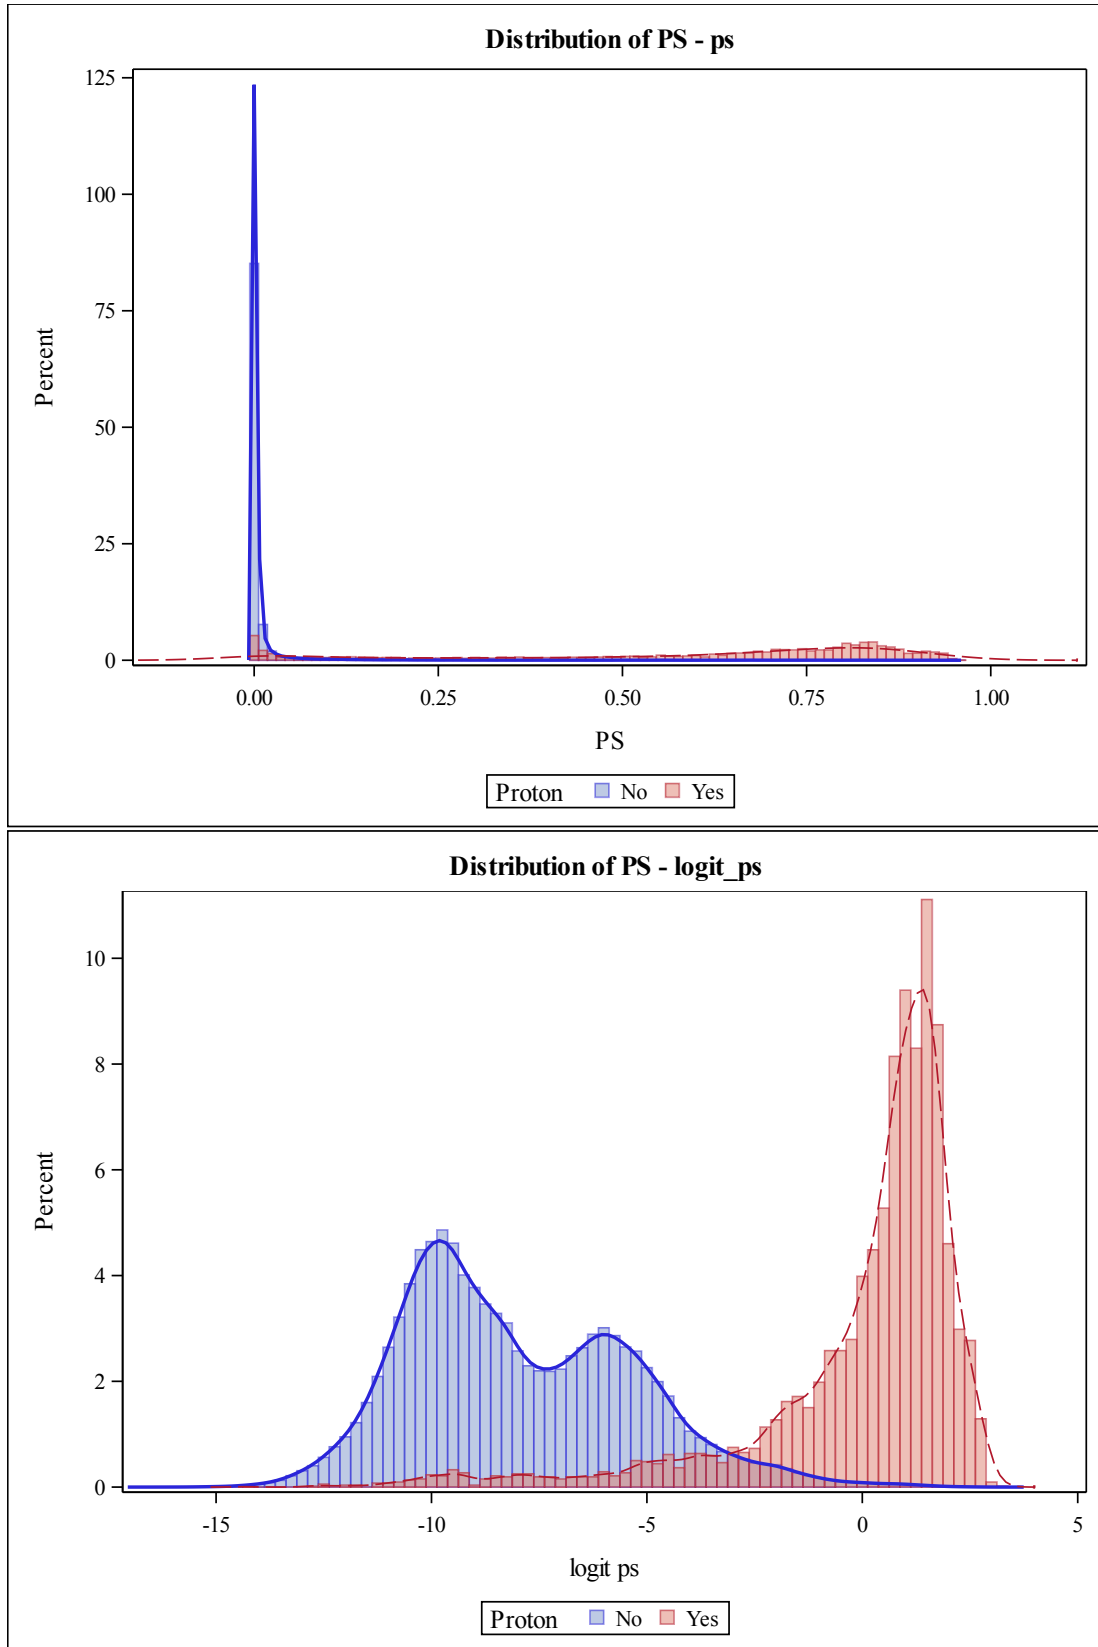 Distribution of PS - ps
125
100
75
50
25
0
Percent
0.00 0.25 0.50 0.75 1.00
PS
Proton No Yes
Distribution of PS - logit_ps
10
8
6
4
2
0
Percent
-15 -10 -5 0 5
logit ps
Proton No Yes